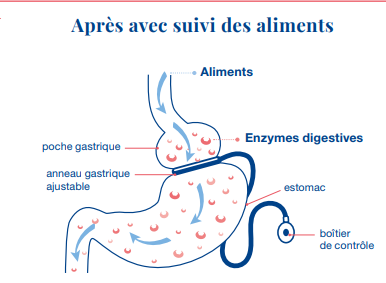 Après avec suivi des aliments
Aliments
Enzymes digestives
poche gastrique
anneau gastrique
ajustable
estomac
boîtier
de contrôle